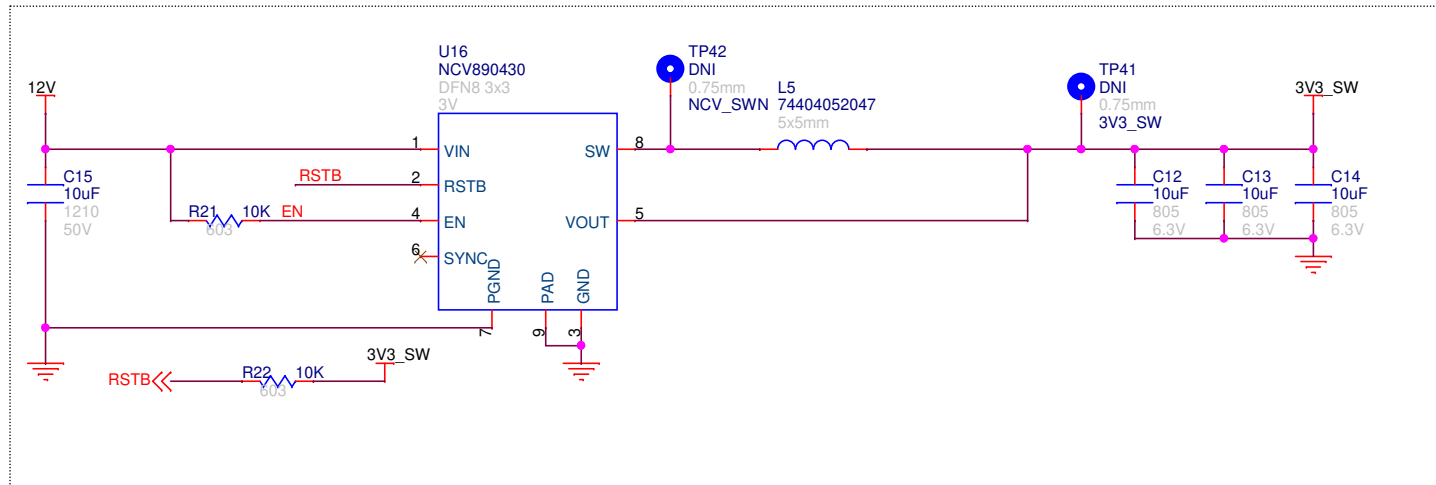 U16
NCV890430
DFN8 3x3
3V
TP42
DNI
0.75mm
NCV_SWN
L5
74404052047
5x5mm
TP41
DNI
0.75mm
3V3_SW
3V3_SW
12V
1
VIN
SW
8
C15
10uF
1210
50V
RSTB
2
RSTB
R21
10K
603
EN
4
EN
VOUT
5
6
SYNC
PGND
PAD
GND
7
9
3
C12
10uF
805
6.3V
C13
10uF
805
6.3V
C14
10uF
805
6.3V
RSTB
R22
10K
603
3V3_SW